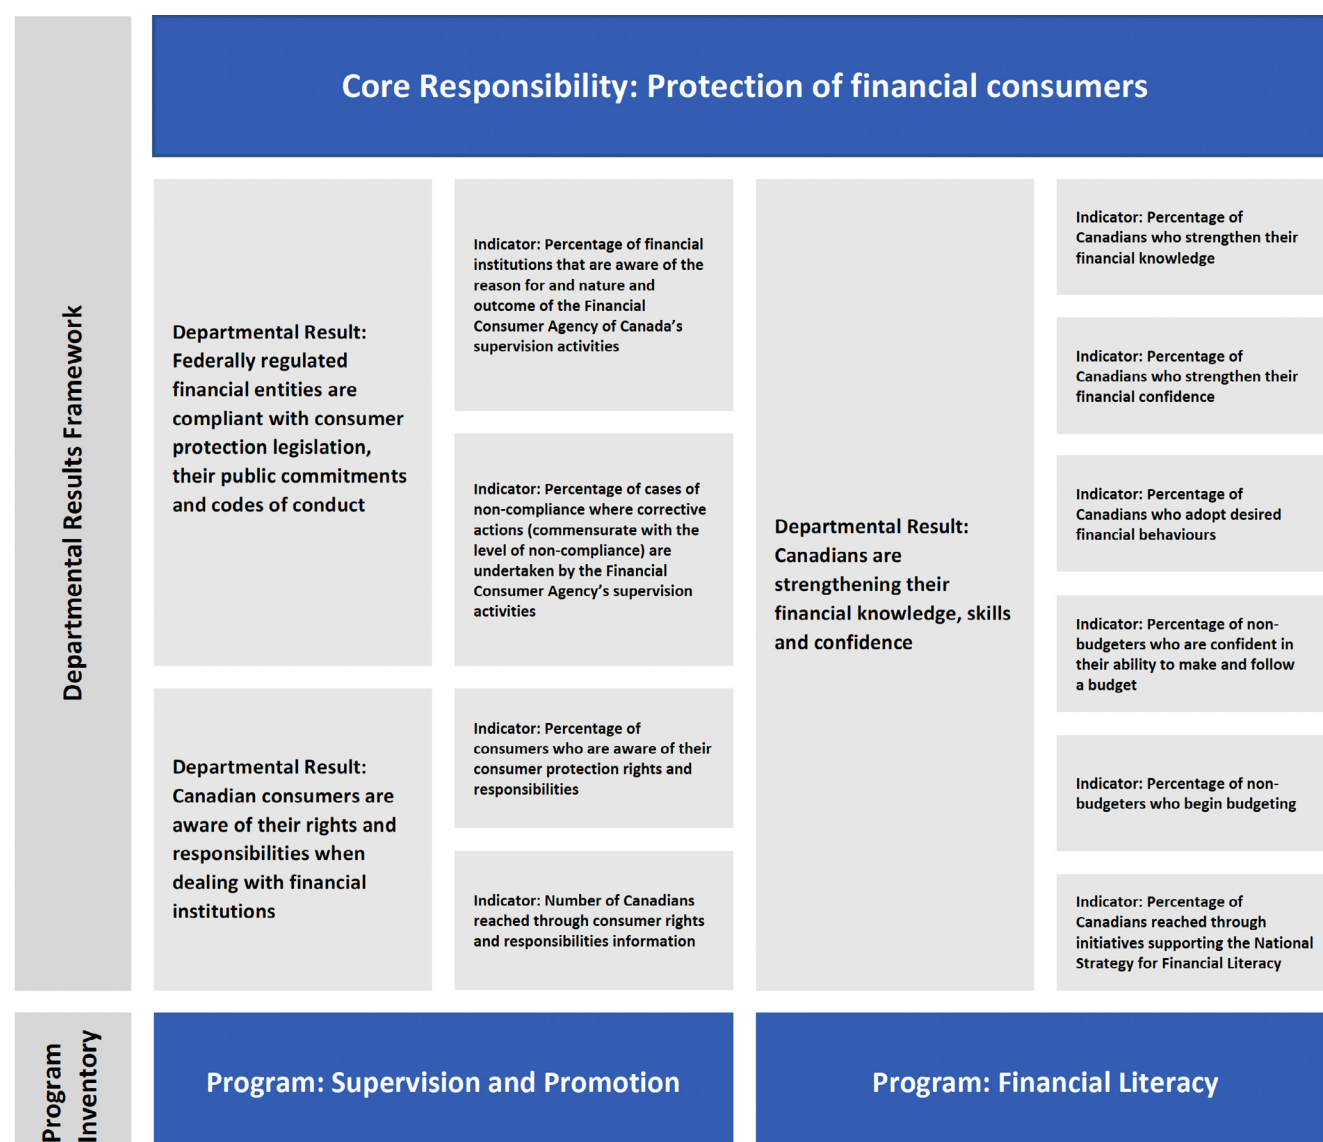 Departmental Results Framework
Core Responsibility: Protection of financial consumers
Departmental Result:
Federally regulated
financial entities are
compliant with consumer
protection legislation,
their public commitments
and codes of conduct
Indicator: Percentage of financial
institutions that are aware of the
reason for and nature and
outcome of the Financial
Consumer Agency of Canada’s
supervision activities
Indicator: Percentage of cases of
non-compliance where corrective
actions (commensurate with the
level of non-compliance) are
undertaken by the Financial
Consumer Agency’s supervision
activities
Departmental Result:
Canadian consumers are
aware of their rights and
responsibilities when
dealing with financial
institutions
Indicator: Percentage of
consumers who are aware of their
consumer protection rights and
responsibilities
Indicator: Number of Canadians
reached through consumer rights
and responsibilities information
Departmental Result:
Canadians are
strengthening their
financial knowledge, skills
and confidence
Indicator: Percentage of
Canadians who strengthen their
financial knowledge
Indicator: Percentage of
Canadians who strengthen their
financial confidence
Indicator: Percentage of
Canadians who adopt desired
financial behaviours
Indicator: Percentage of non-
budgeters who are confident in
their ability to make and follow
a budget
Indicator: Percentage of non-
budgeters who begin budgeting
Indicator: Percentage of
Canadians reached through
initiatives supporting the National
Strategy for Financial Literacy
Program
Inventory
Program: Supervision and Promotion
Program: Financial Literacy